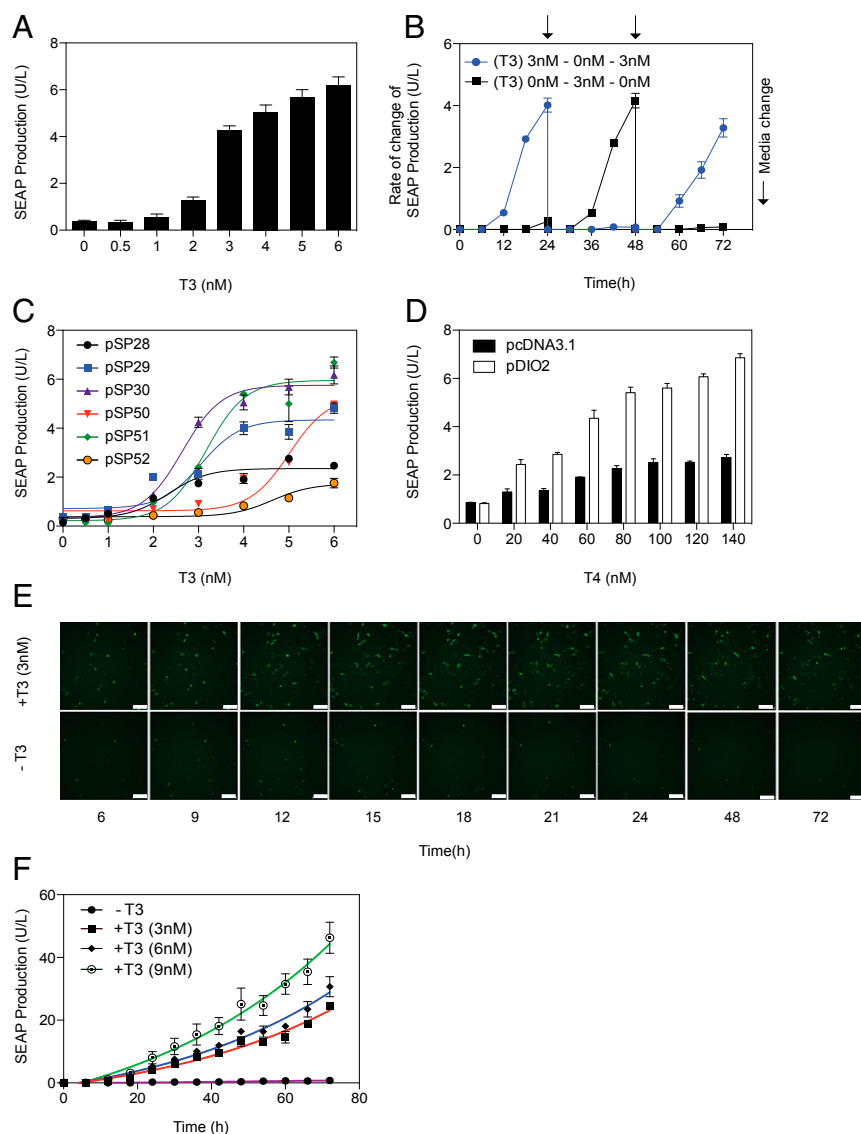 A
SEAP Production (U/L)
8
6
4
2
0
0 0.5 1 2 3 4 5 6
T3 (nM)
B
Rate of change of
SEAP Production (U/L)
6
4
2
0
(T3) 3nM - 0nM - 3nM
(T3) 0nM - 3nM - 0nM
Media change
0 12 24 36 48 60 72
Time(h)
C
SEAP Production (U/L)
8
6
4
2
0
pSP28
pSP29
pSP30
pSP50
pSP51
pSP52
0 1 2 3 4 5 6
T3 (nM)
D
SEAP Production (U/L)
8
6
4
2
0
pcDNA3.1
pDIO2
0 20 40 60 80 100 120 140
T4 (nM)
E
+T3 (3nM)
- T3
6 9 12 15 18 21 24 48 72
Time(h)
F
SEAP Production (U/L)
60
40
20
0
- T3
+T3 (3nM)
+T3 (6nM)
+T3 (9nM)
0 20 40 60 80
Time (h)